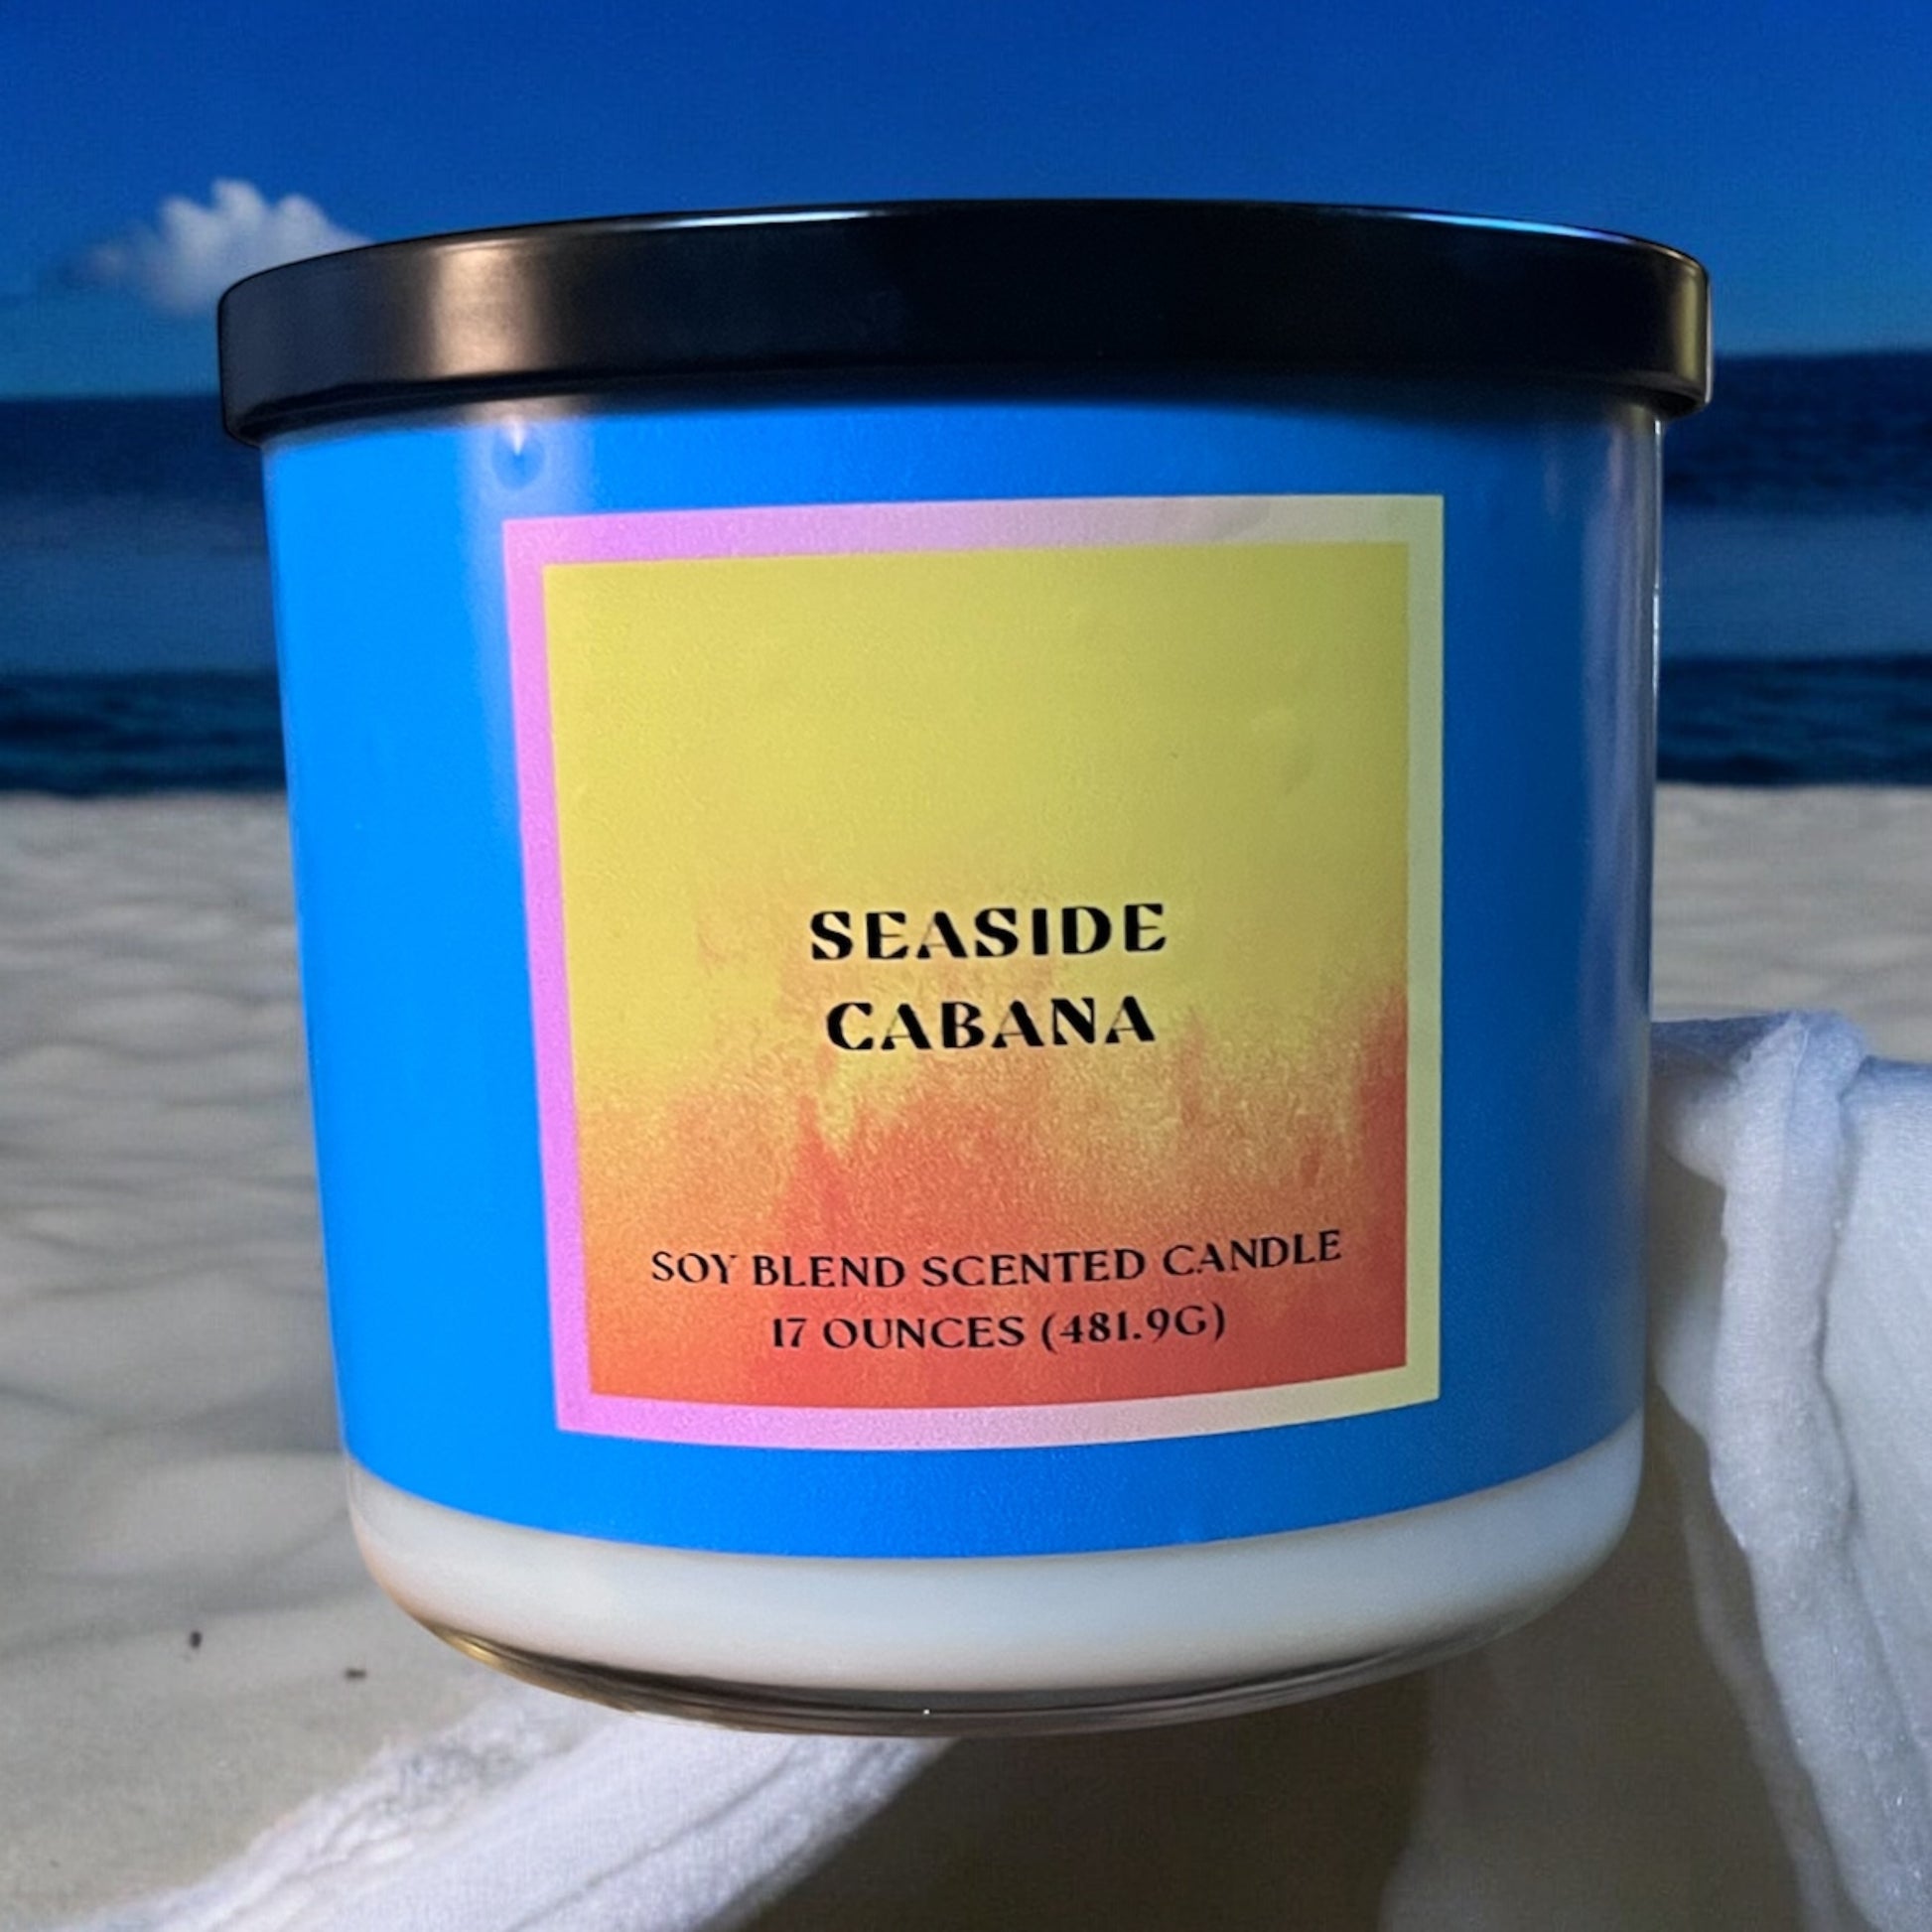 SEASIDE
CABANA
SOY BLEND SCENTED CANDLE
17 OUNCES (481.9G)